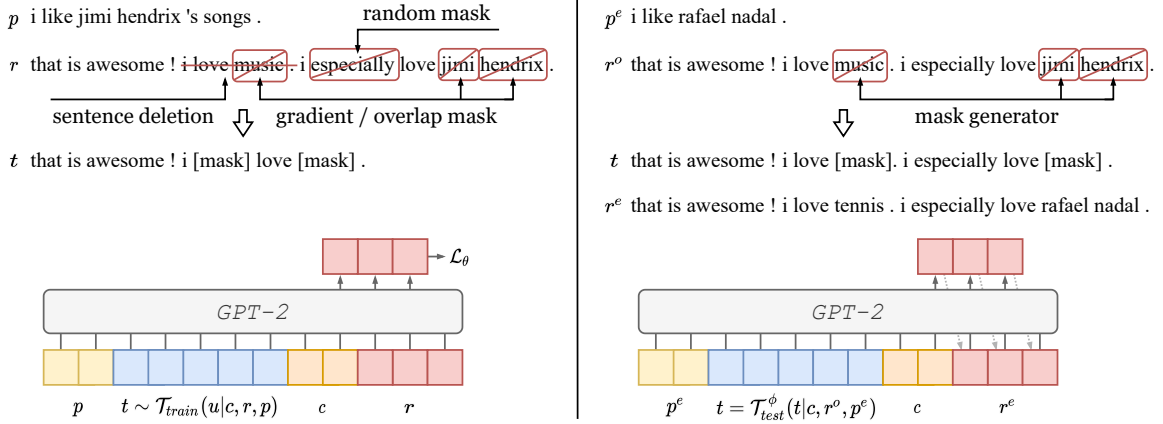 p i like jimi hendrix 's songs .
random mask
r that is awesome ! i love music . i especially love jimi hendrix .
sentence deletion
gradient / overlap mask
t that is awesome ! i [mask] love [mask] .
ℒθ
GPT-2
p
t ∼ 𝒯train(u|c, r, p)
c
r
pᵉ i like rafael nadal .
rᵒ that is awesome ! i love music . i especially love jimi hendrix .
mask generator
t that is awesome ! i love [mask]. i especially love [mask] .
rᵉ that is awesome ! i love tennis . i especially love rafael nadal .
GPT-2
pᵉ
t = 𝒯ᵠtest(t|c, rᵒ, pᵉ)
c
rᵉ